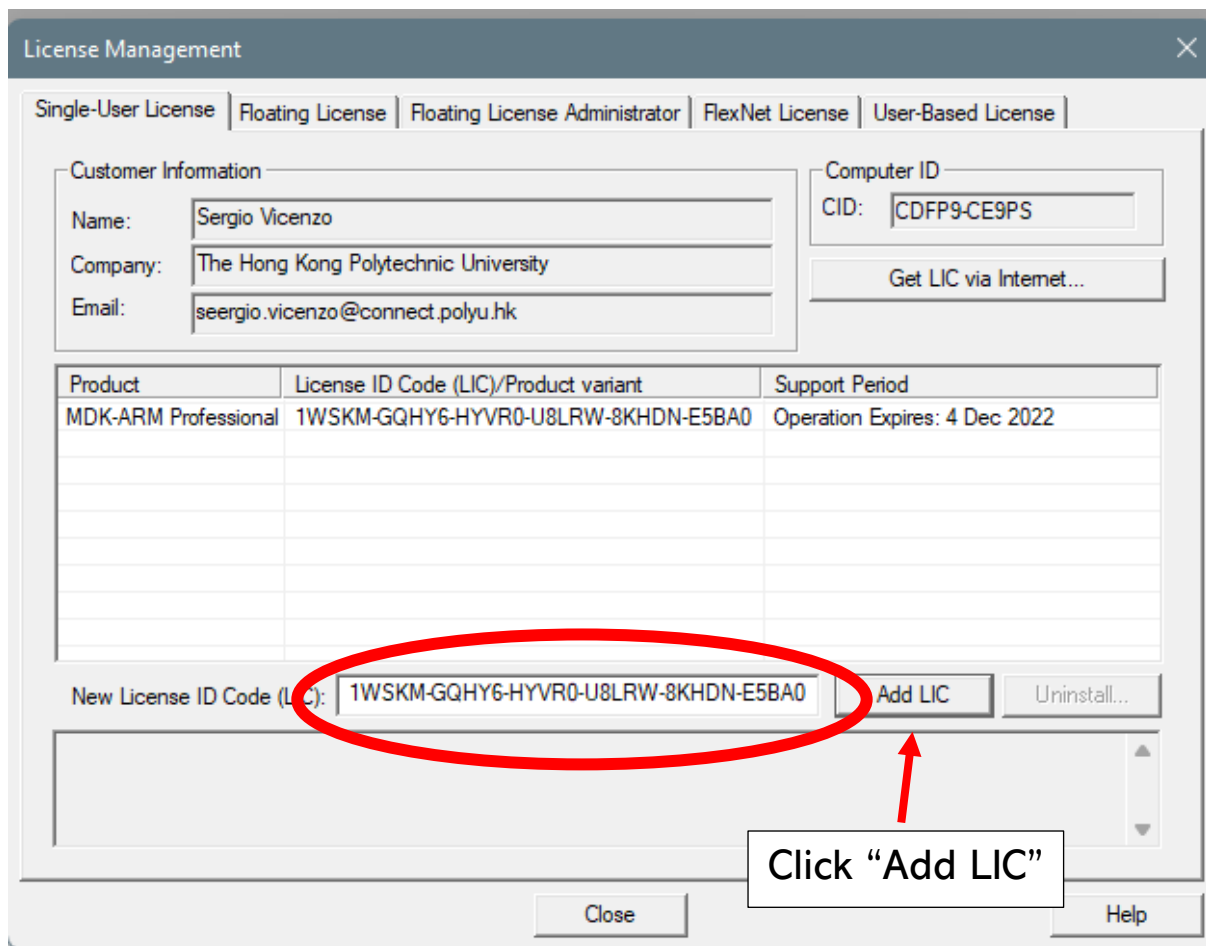 License Management
Single-User License Floating License Floating License Administrator FlexNet License User-Based License
Customer Information
Name: Sergio Vicenzo
Company: The Hong Kong Polytechnic University
Email: seergio.vicenzo@connect.polyu.hk
Computer ID
CID: CDFP9-CE9PS
Get LIC via Internet...
Product License ID Code (LIC)/Product variant Support Period
MDK-ARM Professional 1WSKM-GQHY6-HYVR0-U8LRW-8KHDN-E5BA0 Operation Expires: 4 Dec 2022
New License ID Code (LIC): 1WSKM-GQHY6-HYVR0-U8LRW-8KHDN-E5BA0 Add LIC Uninstall...
Click “Add LIC”
Close Help